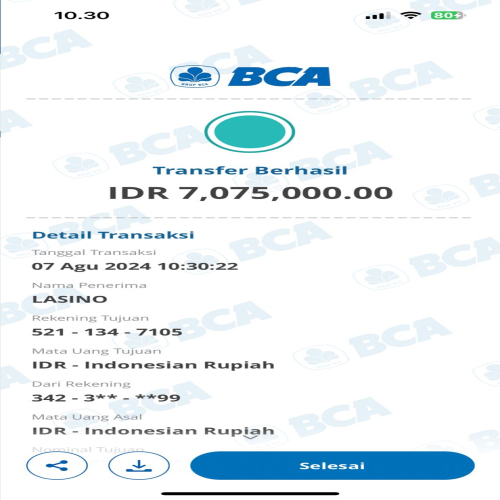 10.30
80
BCA
Transfer Berhasil
IDR 7,075,000.00
Detail Transaksi
Tanggal Transaksi
07 Agu 2024 10:30:22
Nama Penerima
LASINO
Rekening Tujuan
521 - 134 - 7105
Mata Uang Tujuan
IDR - Indonesian Rupiah
Dari Rekening
342 - 3** - **99
Mata Uang Asal
IDR - Indonesian Rupiah
Nominal Tujuan
Selesai